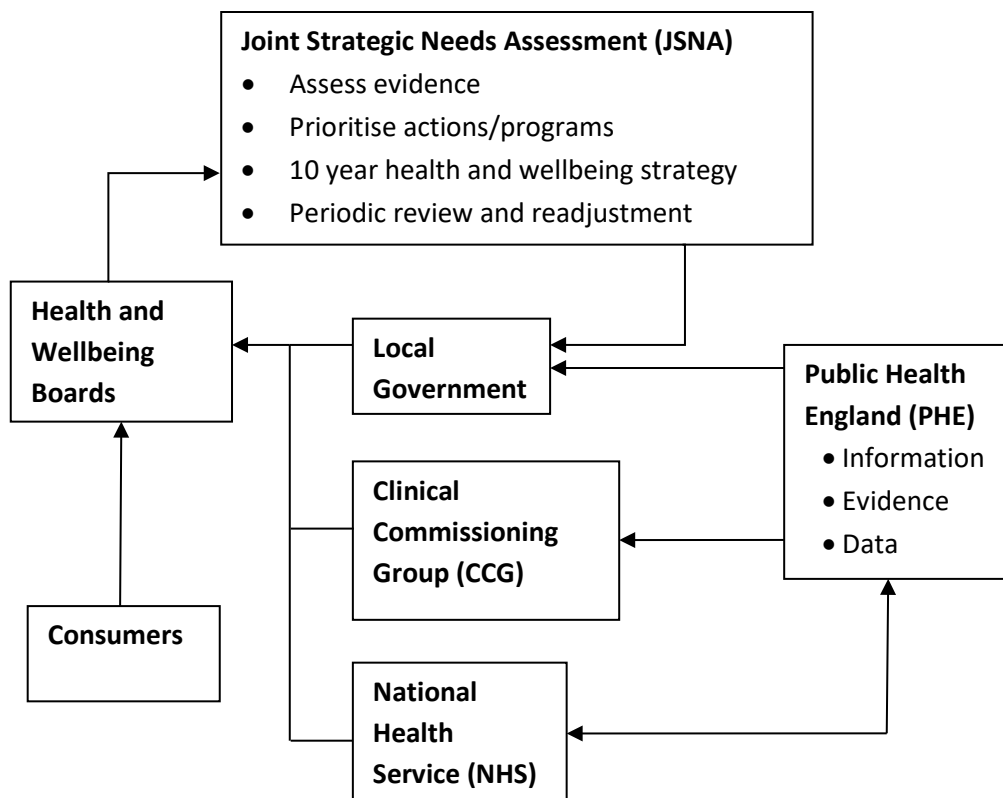 Joint Strategic Needs Assessment (JSNA)
• Assess evidence
• Prioritise actions/programs
• 10 year health and wellbeing strategy
• Periodic review and readjustment
Health and
Wellbeing
Boards
Local
Government
Public Health
England (PHE)
• Information
• Evidence
• Data
Clinical
Commissioning
Group (CCG)
Consumers
National
Health
Service (NHS)